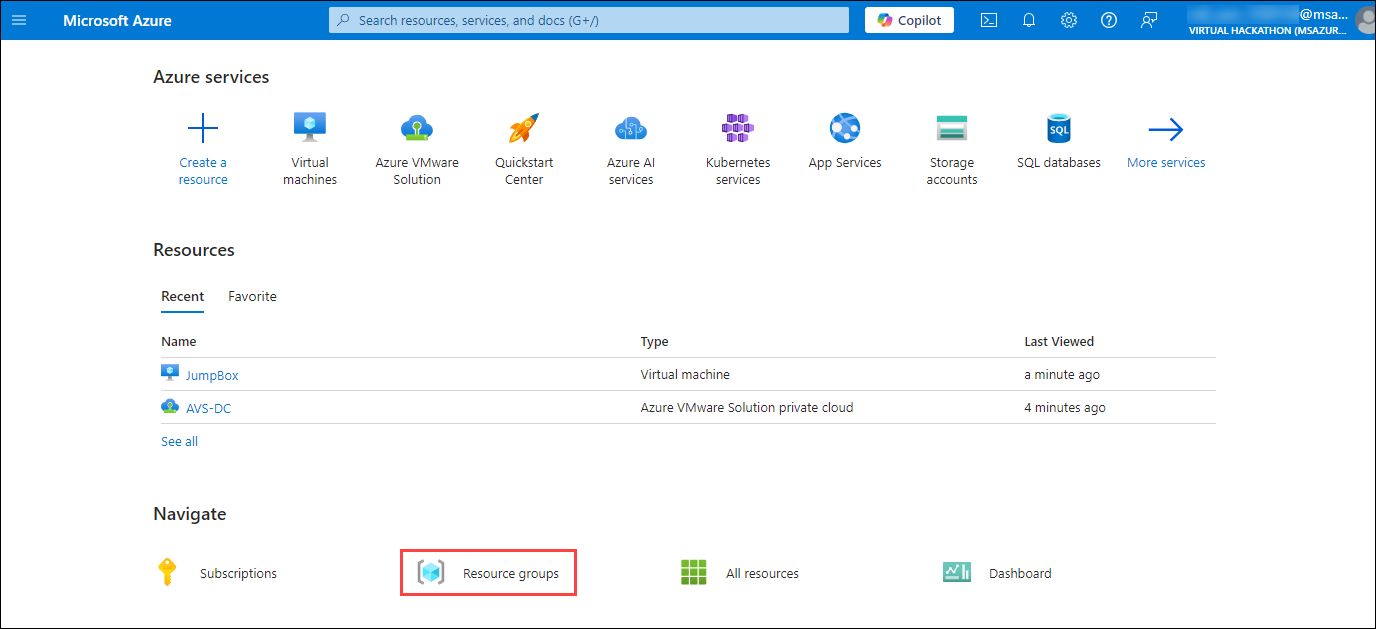 Microsoft Azure
Search resources, services, and docs (G+/)
Copilot
@msa...
VIRTUAL HACKATHON (MSAZUR...
Azure services
Create a
resource
Virtual
machines
Azure VMware
Solution
Quickstart
Center
Azure AI
services
Kubernetes
services
App Services
Storage
accounts
SQL
SQL databases
More services
Resources
Recent
Favorite
Name
Type
Last Viewed
JumpBox
Virtual machine
a minute ago
AVS-DC
Azure VMware Solution private cloud
4 minutes ago
See all
Navigate
Subscriptions
Resource groups
All resources
Dashboard